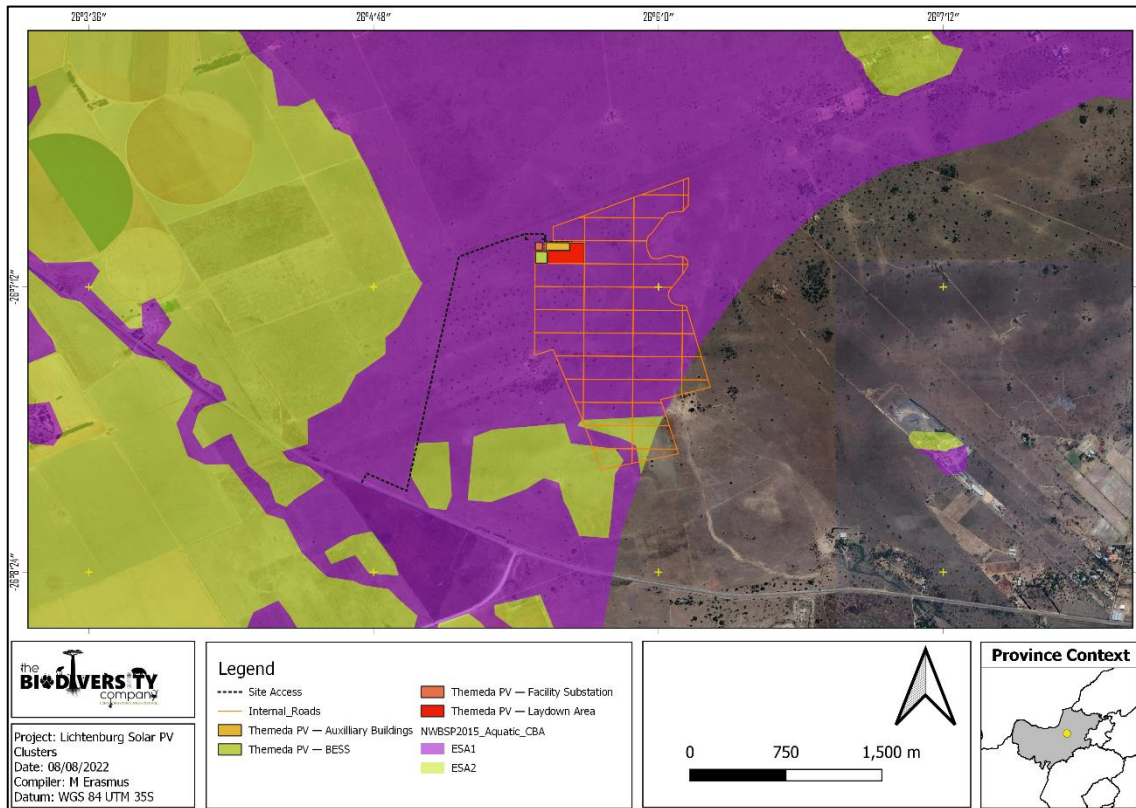 26°3'36"
26°4'48"
26°6'0"
26°7'12"
-26°7'12"
-26°8'24"
the
BIODIVERSITY
company
Project: Lichtenburg Solar PV
Clusters
Date: 08/08/2022
Compiler: M Erasmus
Datum: WGS 84 UTM 35S
Legend
Site Access
Internal_Roads
Themeda PV — Auxilliary Buildings
Themeda PV — BESS
Themeda PV — Facility Substation
Themeda PV — Laydown Area
NWBSP2015_Aquatic_CBA
ESA1
ESA2
0 750 1,500 m
Province Context